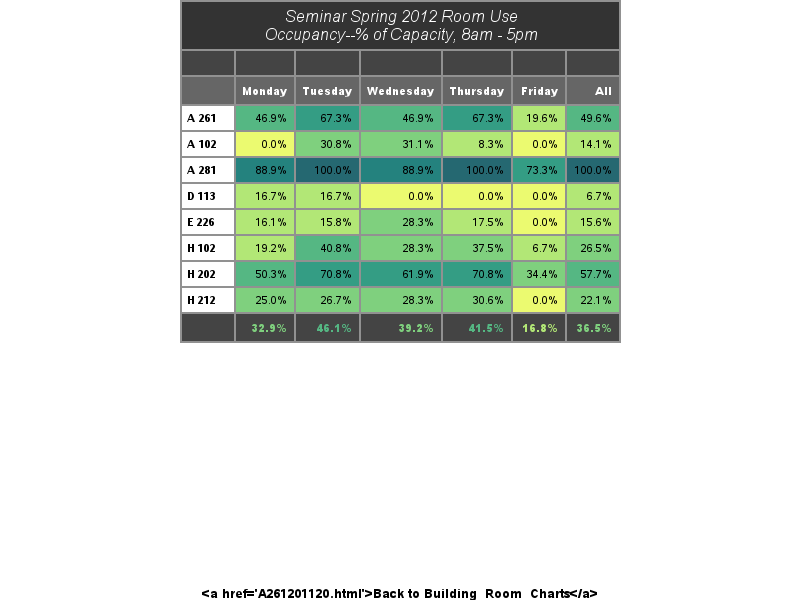 Seminar Spring 2012 Room Use
Occupancy--% of Capacity, 8am - 5pm
Monday Tuesday Wednesday Thursday Friday All
A 261 46.9% 67.3% 46.9% 67.3% 19.6% 49.6%
A 102 0.0% 30.8% 31.1% 8.3% 0.0% 14.1%
A 281 88.9% 100.0% 88.9% 100.0% 73.3% 100.0%
D 113 16.7% 16.7% 0.0% 0.0% 0.0% 6.7%
E 226 16.1% 15.8% 28.3% 17.5% 0.0% 15.6%
H 102 19.2% 40.8% 28.3% 37.5% 6.7% 26.5%
H 202 50.3% 70.8% 61.9% 70.8% 34.4% 57.7%
H 212 25.0% 26.7% 28.3% 30.6% 0.0% 22.1%
32.9% 46.1% 39.2% 41.5% 16.8% 36.5%
<a href='A261201120.html'>Back to Building_Room_Charts</a>